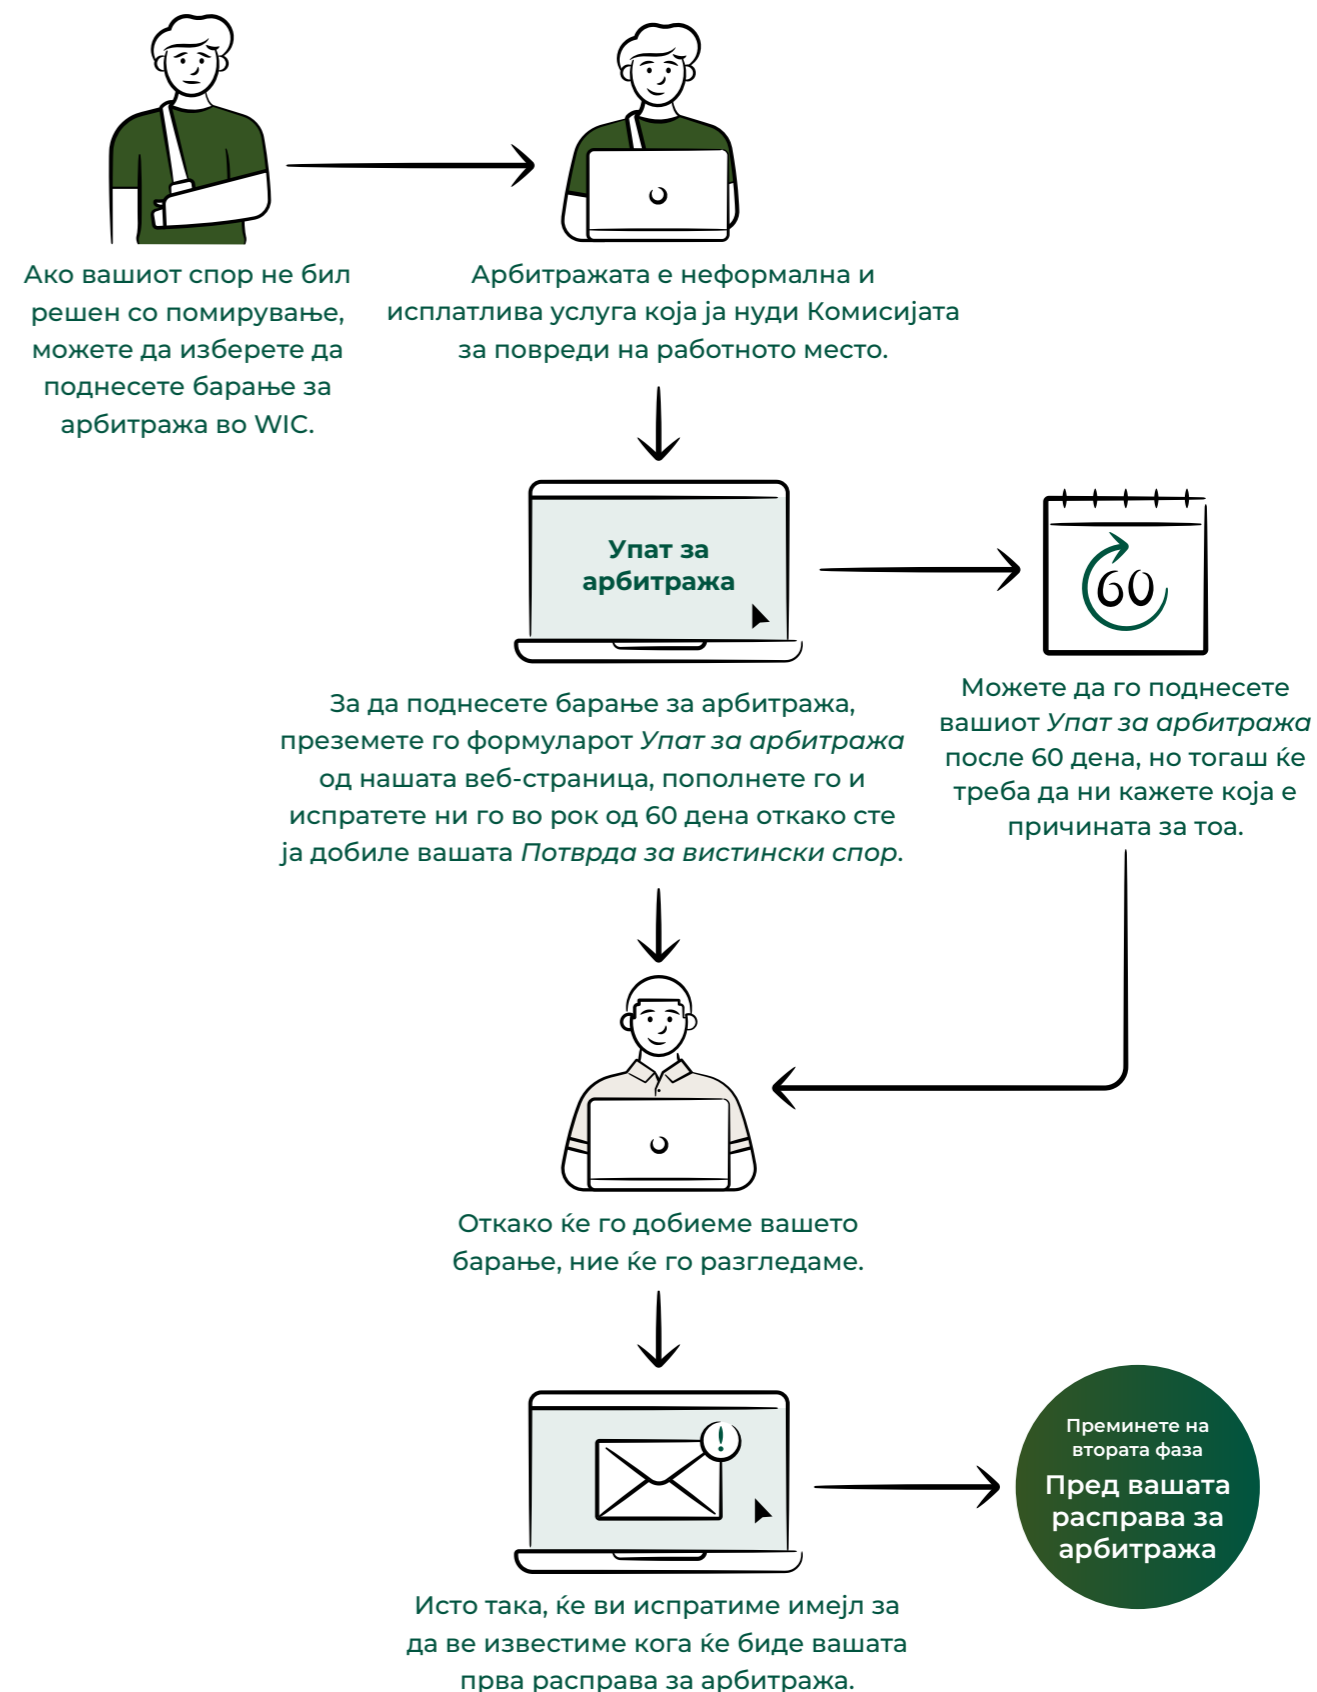 Ако вашиот спор не бил
решен со помирување,
можете да изберете да
поднесете барање за
арбитража во WIC.
Арбитражата е неформална и
исплатлива услуга која ја нуди Комисијата
за повреди на работното место.
Упат за
арбитража
60
За да поднесете барање за арбитража,
преземете го формуларот Упат за арбитража
од нашата веб-страница, пополнете го и
испратете ни го во рок од 60 дена откако сте
ја добиле вашата Потврда за вистински спор.
Можете да го поднесете
вашиот Упат за арбитража
после 60 дена, но тогаш ќе
треба да ни кажете која е
причината за тоа.
Откако ќе го добиеме вашето
барање, ние ќе го разгледаме.
!
Исто така, ќе ви испратиме имејл за
да ве известиме кога ќе биде вашата
прва расправа за арбитража.
Преминете на
втората фаза
Пред вашата
расправа за
арбитража